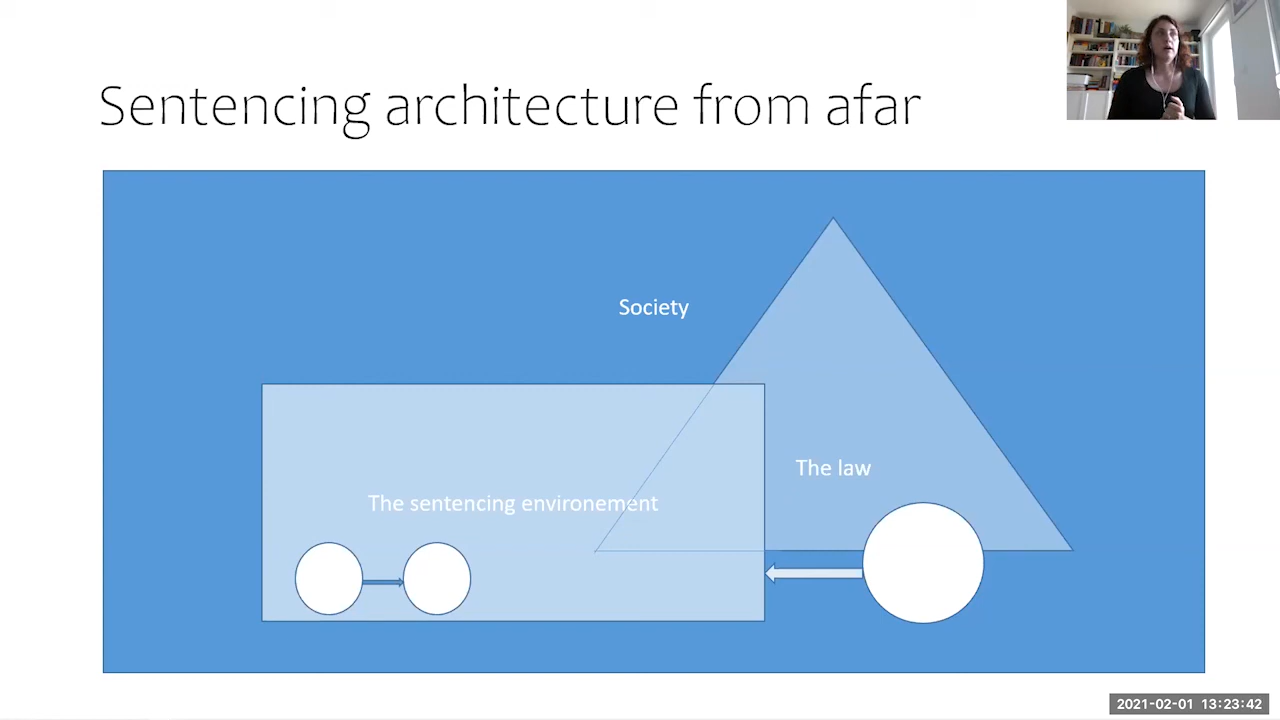 Sentencing architecture from afar
Society
The law
The sentencing environement
2021-02-01 13:23:42